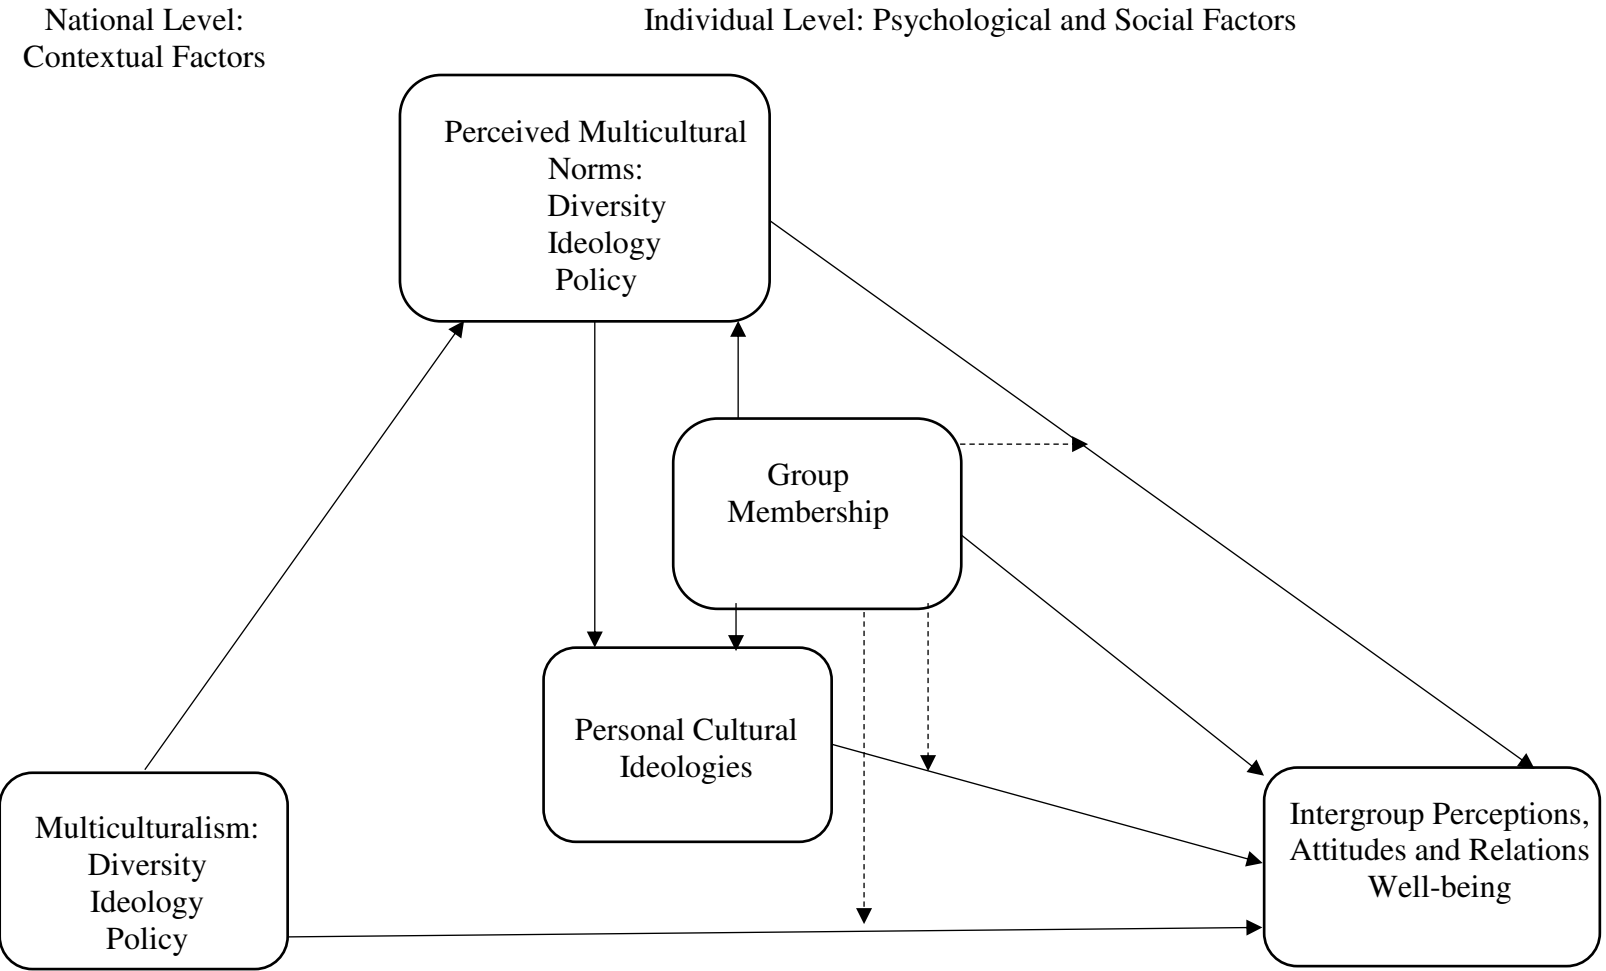 National Level:
Contextual Factors
Individual Level: Psychological and Social Factors
Perceived Multicultural
Norms:
Diversity
Ideology
Policy
Group
Membership
Personal Cultural
Ideologies
Multiculturalism:
Diversity
Ideology
Policy
Intergroup Perceptions,
Attitudes and Relations
Well-being